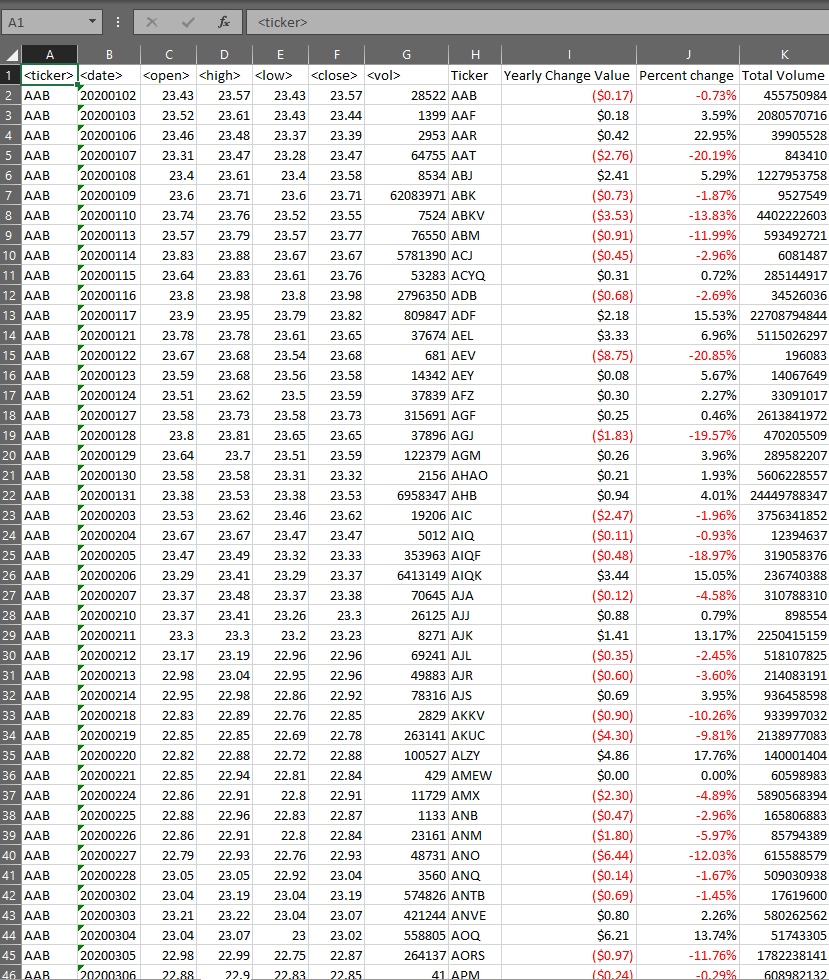 A1 fx <ticker>
A B C D E F G H I J K
1 <ticker> <date> <open> <high> <low> <close> <vol> Ticker Yearly Change Value Percent change Total Volume
2 AAB 20200102 23.43 23.57 23.43 23.57 28522 AAB ($0.17) -0.73% 455750984
3 AAB 20200103 23.52 23.61 23.43 23.44 1399 AAF $0.18 3.59% 2080570716
4 AAB 20200106 23.46 23.48 23.37 23.39 2953 AAR $0.42 22.95% 39905528
5 AAB 20200107 23.31 23.47 23.28 23.47 64755 AAT ($2.76) -20.19% 843410
6 AAB 20200108 23.4 23.61 23.4 23.58 8534 ABJ $2.41 5.29% 1227953758
7 AAB 20200109 23.6 23.71 23.6 23.71 62083971 ABK ($0.73) -1.87% 9527549
8 AAB 20200110 23.74 23.76 23.52 23.55 7524 ABKV ($3.53) -13.83% 4402222603
9 AAB 20200113 23.57 23.79 23.57 23.77 76550 ABM ($0.91) -11.99% 593492721
10 AAB 20200114 23.83 23.88 23.67 23.67 5781390 ACJ ($0.45) -2.96% 6081487
11 AAB 20200115 23.64 23.83 23.61 23.76 53283 ACYQ $0.31 0.72% 285144917
12 AAB 20200116 23.8 23.98 23.8 23.98 2796350 ADB ($0.68) -2.69% 34526036
13 AAB 20200117 23.9 23.95 23.79 23.82 809847 ADF $2.18 15.53% 22708794844
14 AAB 20200121 23.78 23.78 23.61 23.65 37674 AEL $3.33 6.96% 5115026297
15 AAB 20200122 23.67 23.68 23.54 23.68 681 AEV ($8.75) -20.85% 196083
16 AAB 20200123 23.59 23.68 23.56 23.58 14342 AEY $0.08 5.67% 14067649
17 AAB 20200124 23.51 23.62 23.5 23.59 37839 AFZ $0.30 2.27% 33091017
18 AAB 20200127 23.58 23.73 23.58 23.73 315691 AGF $0.25 0.46% 2613841972
19 AAB 20200128 23.8 23.81 23.65 23.65 37896 AGJ ($1.83) -19.57% 470205509
20 AAB 20200129 23.64 23.7 23.51 23.59 122379 AGM $0.26 3.96% 289582207
21 AAB 20200130 23.58 23.58 23.31 23.32 2156 AHAO $0.21 1.93% 5606228557
22 AAB 20200131 23.38 23.53 23.38 23.53 6958347 AHB $0.94 4.01% 24449788347
23 AAB 20200203 23.53 23.62 23.46 23.62 19206 AIC ($2.47) -1.96% 3756341852
24 AAB 20200204 23.67 23.67 23.47 23.47 5012 AIQ ($0.11) -0.93% 12394637
25 AAB 20200205 23.47 23.49 23.32 23.33 353963 AIQF ($0.48) -18.97% 319058376
26 AAB 20200206 23.29 23.41 23.29 23.37 6413149 AIQK $3.44 15.05% 236740388
27 AAB 20200207 23.37 23.48 23.37 23.38 70645 AJA ($0.12) -4.58% 310788310
28 AAB 20200210 23.37 23.41 23.26 23.3 26125 AJJ $0.88 0.79% 898554
29 AAB 20200211 23.3 23.3 23.2 23.23 8271 AJK $1.41 13.17% 2250415159
30 AAB 20200212 23.17 23.19 22.96 22.96 69241 AJL ($0.35) -2.45% 518107825
31 AAB 20200213 22.98 23.04 22.95 22.96 49883 AJR ($0.60) -3.60% 214083191
32 AAB 20200214 22.95 22.98 22.86 22.92 78316 AJS $0.69 3.95% 936458598
33 AAB 20200218 22.83 22.89 22.76 22.85 2829 AKKV ($0.90) -10.26% 933997032
34 AAB 20200219 22.85 22.85 22.69 22.78 263141 AKUC ($4.30) -9.81% 2138977083
35 AAB 20200220 22.82 22.88 22.72 22.88 100527 ALZY $4.86 17.76% 140001404
36 AAB 20200221 22.85 22.94 22.81 22.84 429 AMEW $0.00 0.00% 60598983
37 AAB 20200224 22.86 22.91 22.8 22.91 11729 AMX ($2.30) -4.89% 5890568394
38 AAB 20200225 22.88 22.96 22.83 22.87 1133 ANB ($0.47) -2.96% 165806883
39 AAB 20200226 22.86 22.91 22.8 22.84 23161 ANM ($1.80) -5.97% 85794389
40 AAB 20200227 22.79 22.93 22.76 22.93 48731 ANO ($6.44) -12.03% 615588579
41 AAB 20200228 23.05 23.05 22.92 23.04 3560 ANQ ($0.14) -1.67% 509030938
42 AAB 20200302 23.04 23.19 23.04 23.19 574826 ANTB ($0.69) -1.45% 17619600
43 AAB 20200303 23.21 23.22 23.04 23.07 421244 ANVE $0.80 2.26% 580262562
44 AAB 20200304 23.04 23.07 23 23.02 558805 AOQ $6.21 13.74% 51743305
45 AAB 20200305 22.98 22.99 22.75 22.87 264137 AORS ($0.97) -11.76% 1782238141
46 AAB 20200306 22.88 22.9 22.83 22.85 41 APM ($0.24) -0.29% 608982132